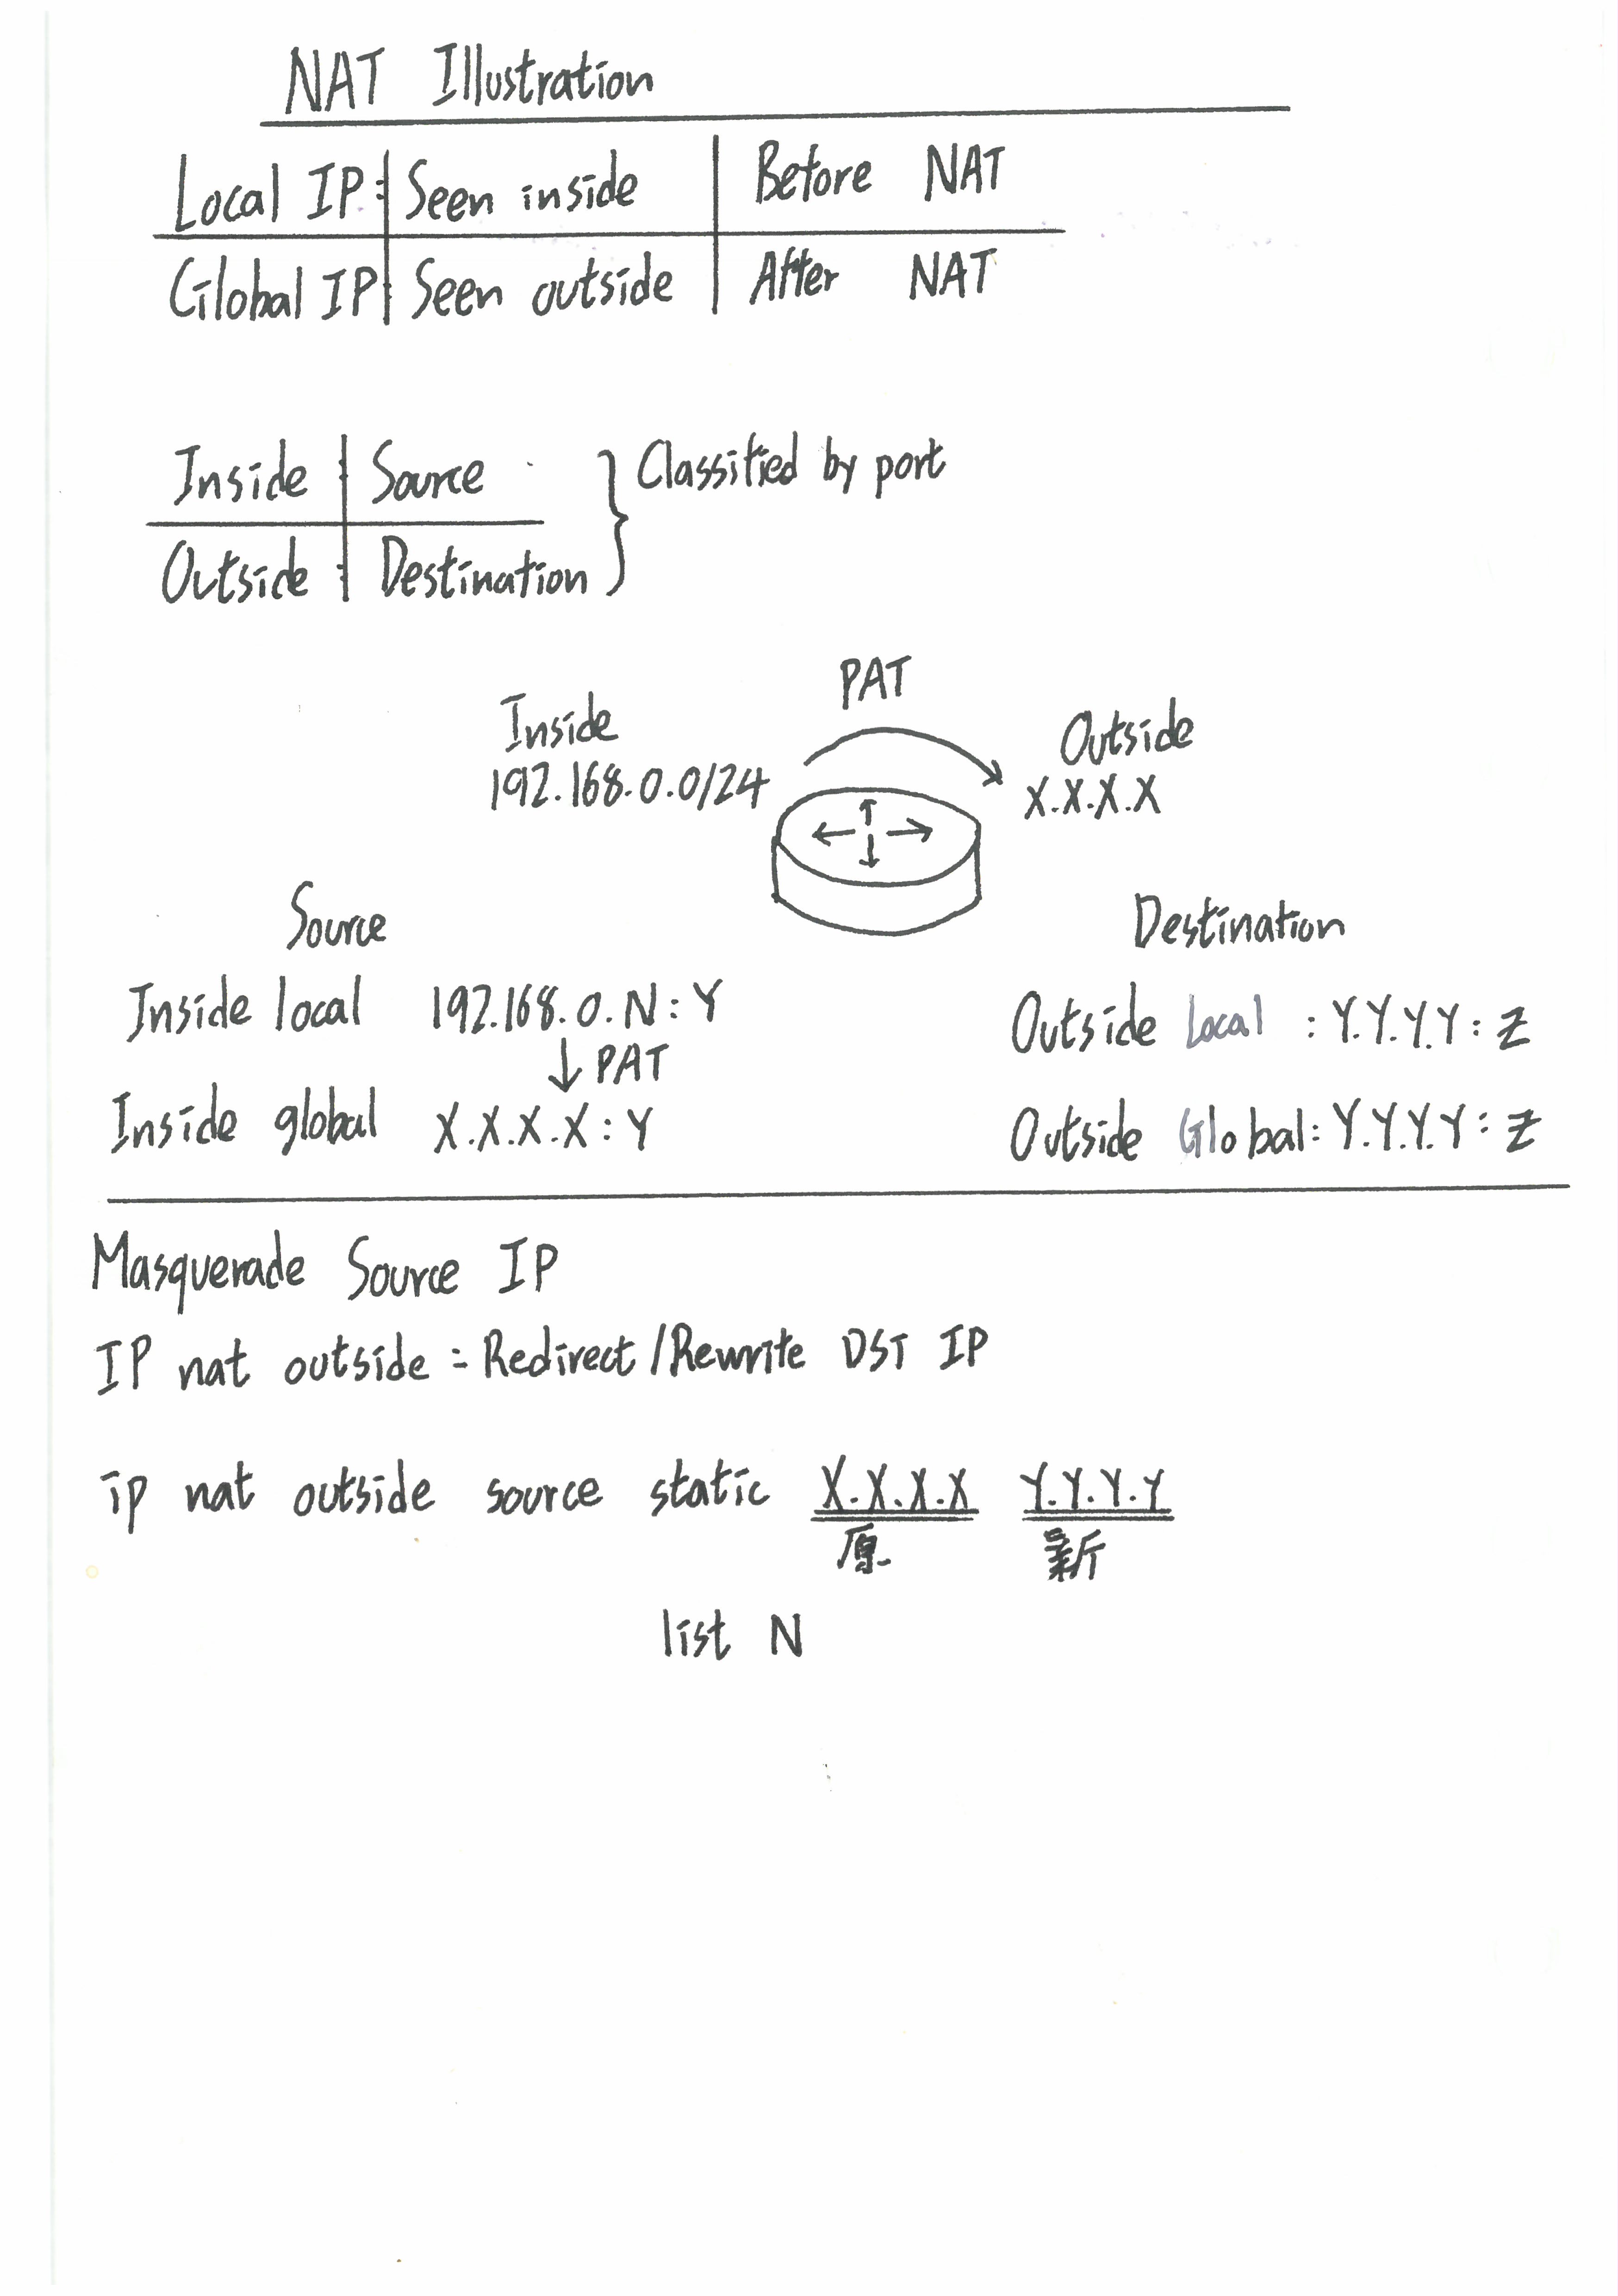 NAT Illustration
Local IP: Seen inside Before NAT
Global IP: Seen outside After NAT
Inside : Source
Classified by port
Outside : Destination
PAT
Inside
Outside
192.168.0.0/24
X.X.X.X
Source
Destination
Inside local 192.168.0.N:Y
Outside Local : Y.Y.Y.Y:Z
↓ PAT
Inside global X.X.X.X:Y
Outside Global: Y.Y.Y.Y:Z
Masquerade Source IP
IP nat outside = Redirect/Rewrite DST IP
ip nat outside source static X.X.X.X Y.Y.Y.Y
原 新
list N